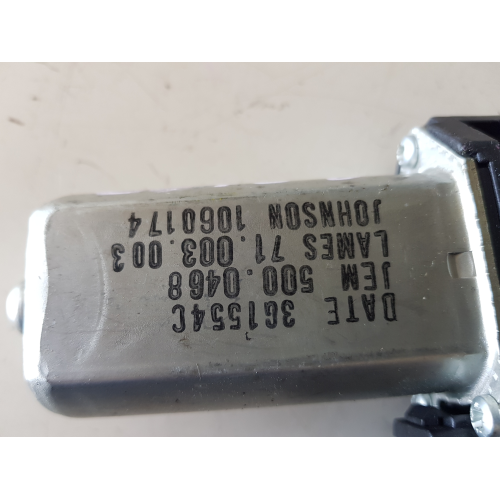 DATE 3G1554C
JEM 500.0468
LAMES 71.003.003
JOHNSON 1060174